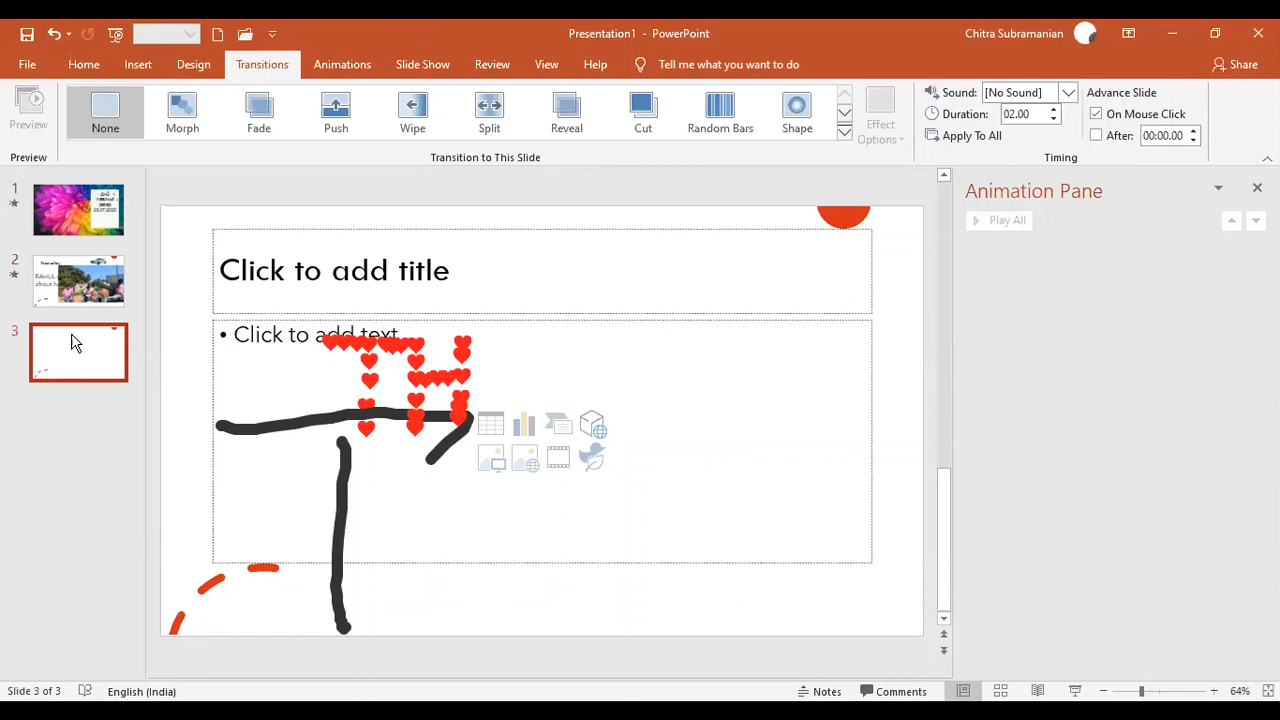 Presentation1 - PowerPoint
Chitra Subramanian
File Home Insert Design Transitions Animations Slide Show Review View Help Tell me what you want to do Share
Preview None Morph Fade Push Wipe Split Reveal Cut Random Bars Shape Effect Options
Sound: [No Sound] Advance Slide
Duration: 02.00 On Mouse Click
Apply To All After: 00:00.00
Preview Transition to This Slide Timing
Animation Pane
Play All
1
2
3
Click to add title
• Click to add text
Slide 3 of 3 English (India) Notes Comments 64%